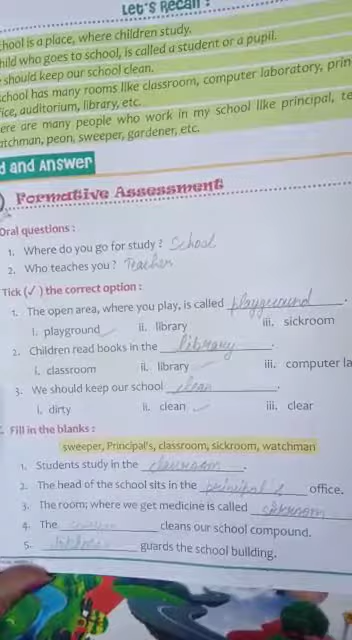 Let's Recall :
chool is a place, where children study.
hild who goes to school, is called a student or a pupil.
should keep our school clean.
chool has many rooms like classroom, computer laboratory, prin
ice, auditorium, library, etc.
ere are many people who work in my school like principal, te
atchman, peon, sweeper, gardener, etc.
d and Answer
Formative Assessment
Oral questions :
1. Where do you go for study ? School
2. Who teaches you ? Teacher
Tick (✓) the correct option :
1. The open area, where you play, is called playground.
i. playground ii. library iii. sickroom
2. Children read books in the library.
i. classroom ii. library iii. computer la
3. We should keep our school clean.
i. dirty ii. clean iii. clear
Fill in the blanks :
sweeper, Principal's, classroom, sickroom, watchman
1. Students study in the classroom.
2. The head of the school sits in the principal's office.
3. The room; where we get medicine is called sickroom
4. The cleans our school compound.
5. guards the school building.